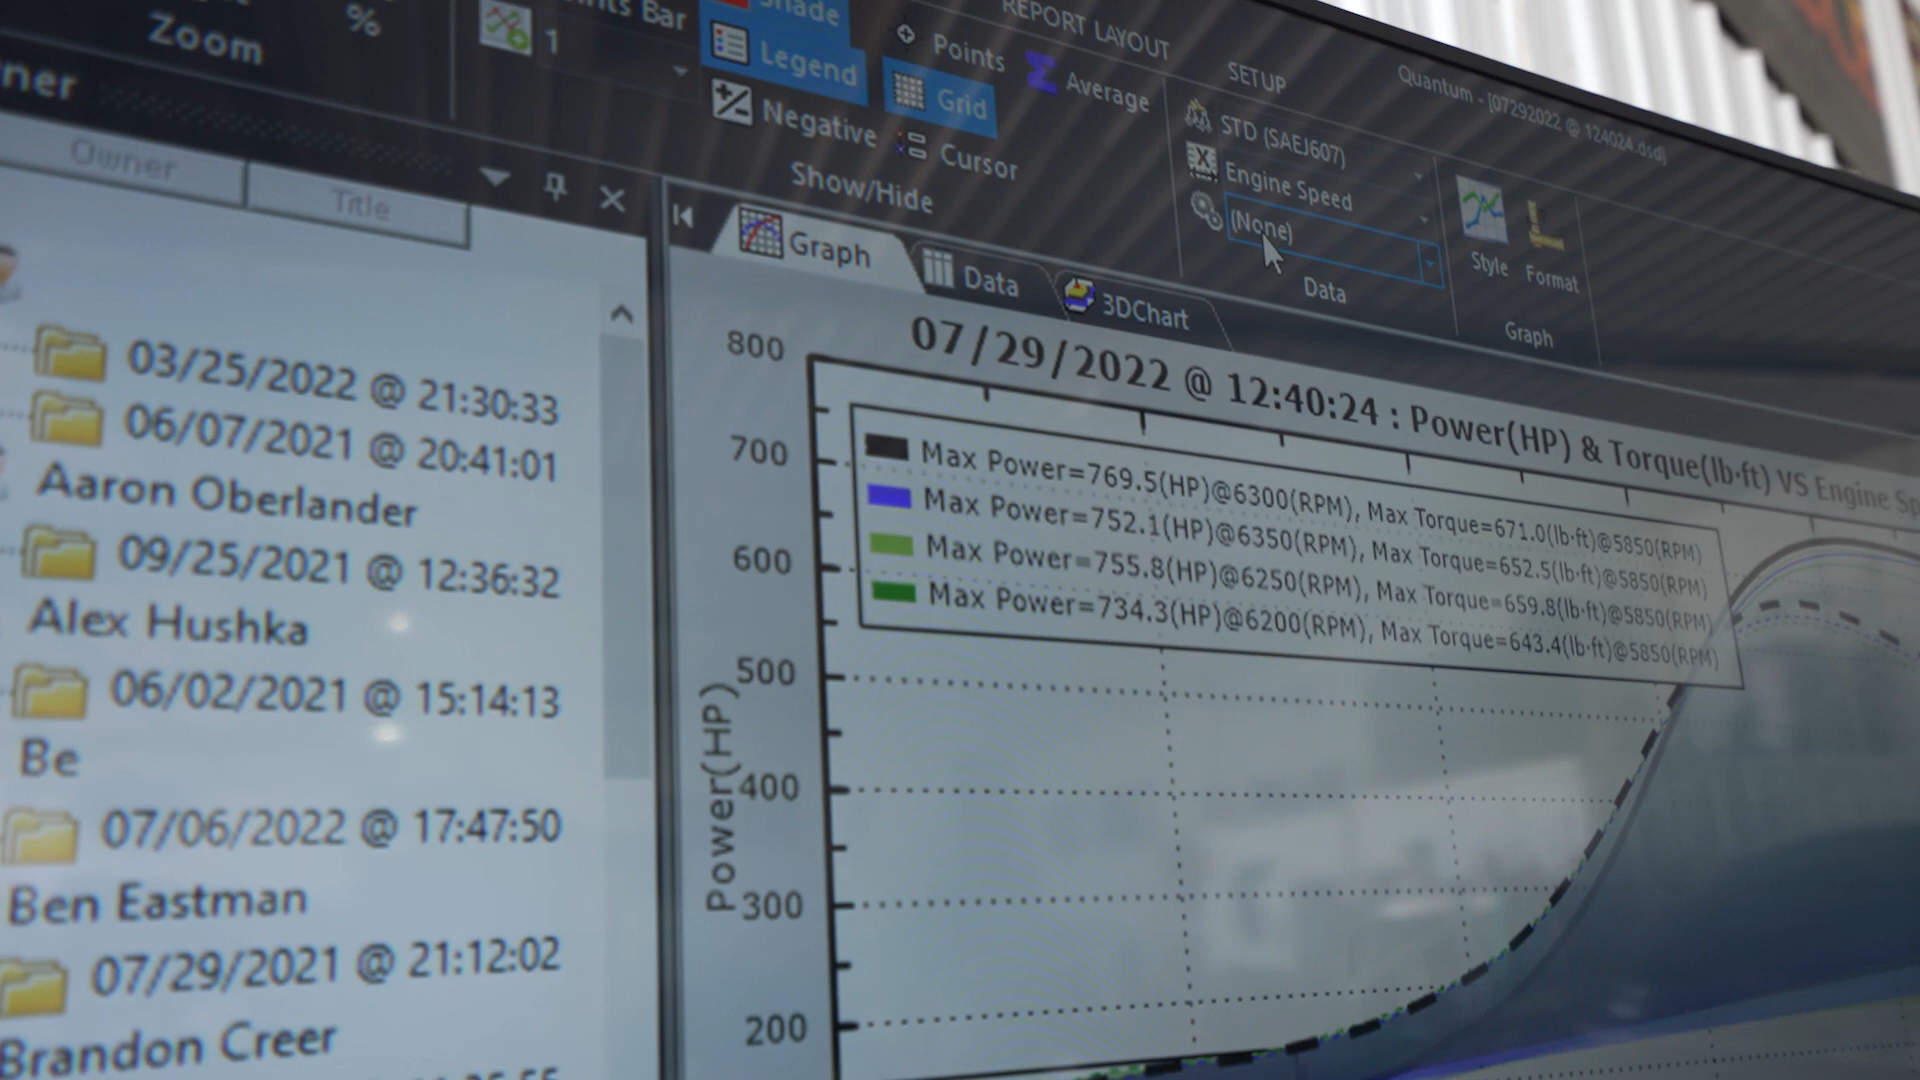 Zoom
%
nts Bar
1
Shade
Legend
Negative
Points
Grid
Cursor
Average
Show/Hide
REPORT LAYOUT
SETUP
Quantum - [07292022 @ 124024.dsd]
STD (SAEJ607)
Engine Speed
(None)
Data
Style
Format
Graph
ner
Owner
Title
03/25/2022 @ 21:30:33
06/07/2021 @ 20:41:01
Aaron Oberlander
09/25/2021 @ 12:36:32
Alex Hushka
06/02/2021 @ 15:14:13
Be
07/06/2022 @ 17:47:50
Ben Eastman
07/29/2021 @ 21:12:02
Brandon Creer
Graph
Data
3DChart
07/29/2022 @ 12:40:24 : Power(HP) & Torque(lb·ft) VS Engine Sp
Max Power=769.5(HP)@6300(RPM), Max Torque=671.0(lb·ft)@5850(RPM)
Max Power=752.1(HP)@6350(RPM), Max Torque=652.5(lb·ft)@5850(RPM)
Max Power=755.8(HP)@6250(RPM), Max Torque=659.8(lb·ft)@5850(RPM)
Max Power=734.3(HP)@6200(RPM), Max Torque=643.4(lb·ft)@5850(RPM)
Power(HP)
800
700
600
500
400
300
200